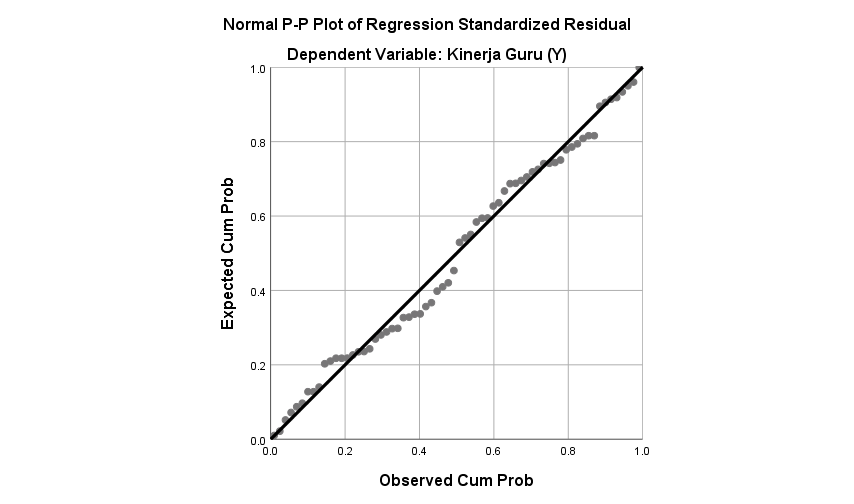 Normal P-P Plot of Regression Standardized Residual
Dependent Variable: Kinerja Guru (Y)
Expected Cum Prob
1.0
0.8
0.6
0.4
0.2
0.0
0.0 0.2 0.4 0.6 0.8 1.0
Observed Cum Prob